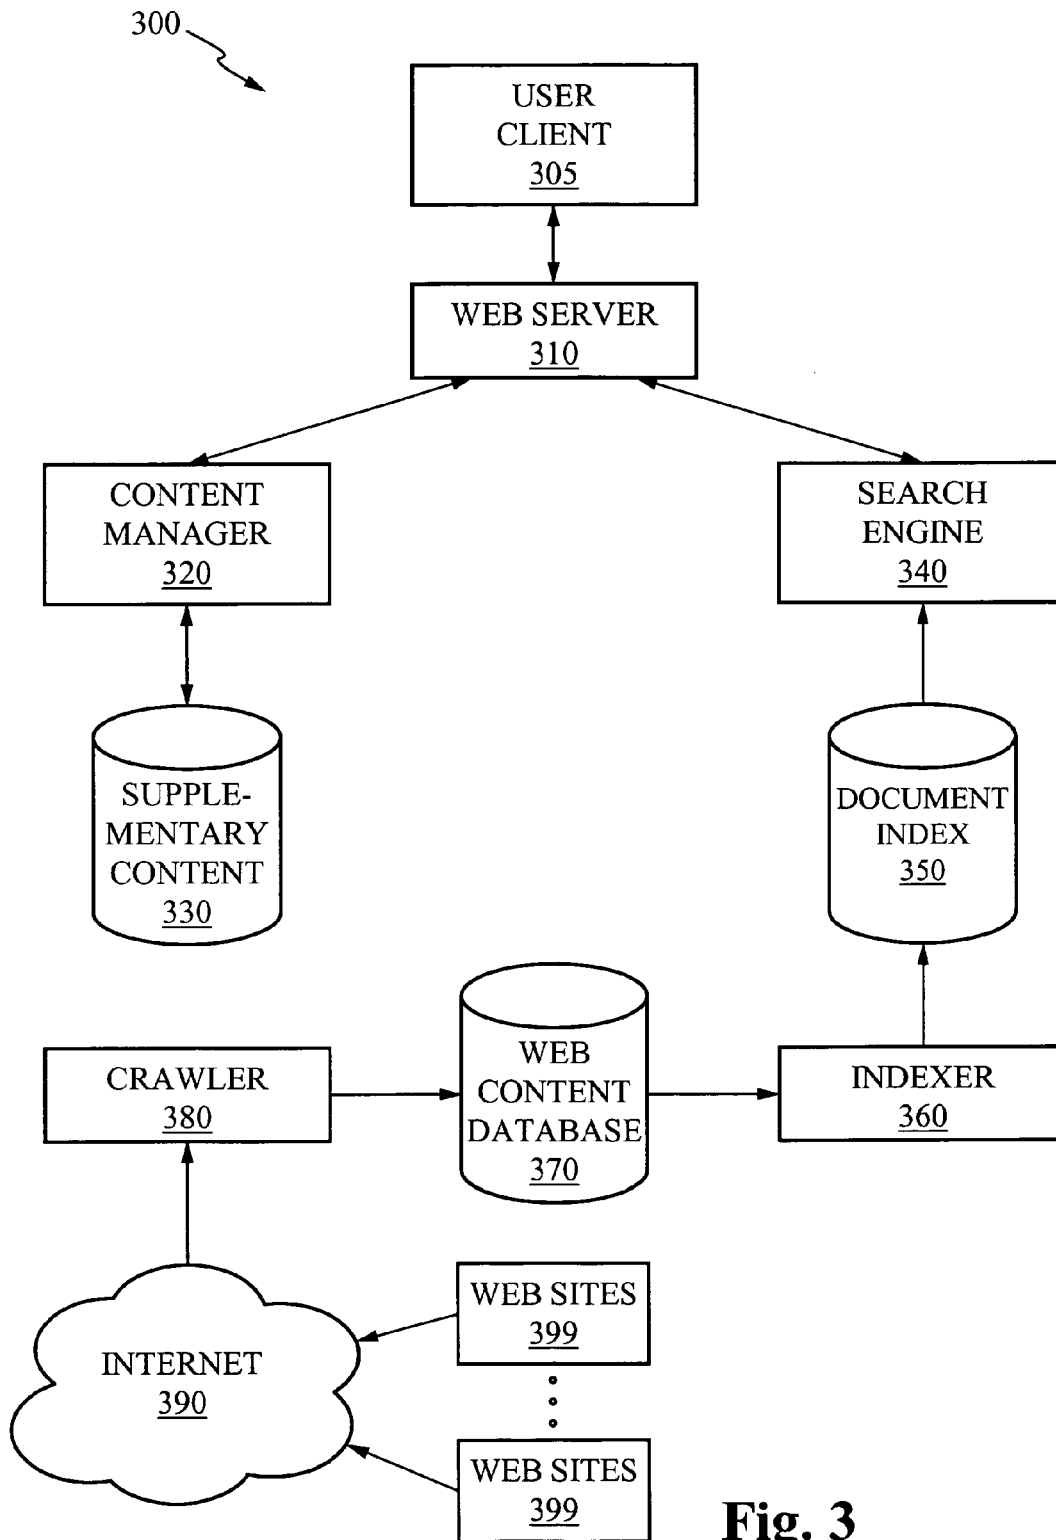 300
USER
CLIENT
305
WEB SERVER
310
CONTENT
MANAGER
320
SEARCH
ENGINE
340
SUPPLE-
MENTARY
CONTENT
330
DOCUMENT
INDEX
350
CRAWLER
380
WEB
CONTENT
DATABASE
370
INDEXER
360
INTERNET
390
WEB SITES
399
WEB SITES
399
Fig. 3